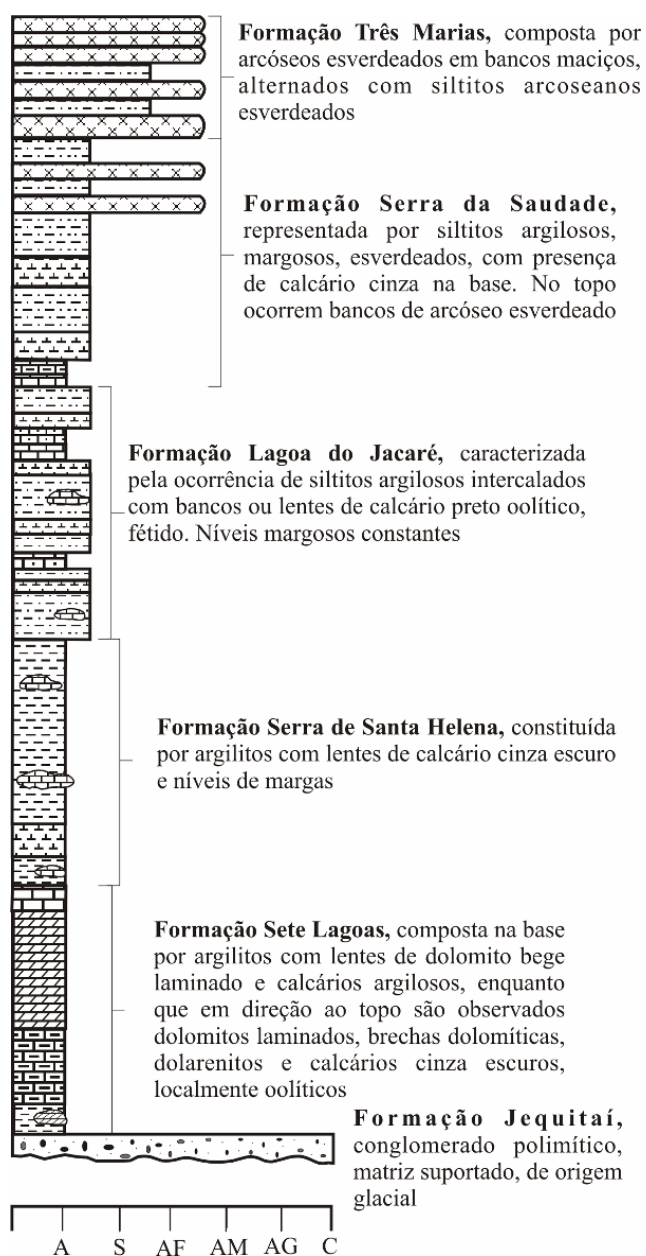 Formação Três Marias, composta por
arcóseos esverdeados em bancos maciços,
alternados com siltitos arcoseanos
esverdeados
Formação Serra da Saudade,
representada por siltitos argilosos,
margosos, esverdeados, com presença
de calcário cinza na base. No topo
ocorrem bancos de arcóseo esverdeado
Formação Lagoa do Jacaré, caracterizada
pela ocorrência de siltitos argilosos intercalados
com bancos ou lentes de calcário preto oolítico,
fétido. Níveis margosos constantes
Formação Serra de Santa Helena, constituída
por argilitos com lentes de calcário cinza escuro
e níveis de margas
Formação Sete Lagoas, composta na base
por argilitos com lentes de dolomito bege
laminado e calcários argilosos, enquanto
que em direção ao topo são observados
dolomitos laminados, brechas dolomíticas,
dolarenitos e calcários cinza escuros,
localmente oolíticos
Formação Jequitaí,
conglomerado polimítico,
matriz suportado, de origem
glacial
A S AF AM AG C